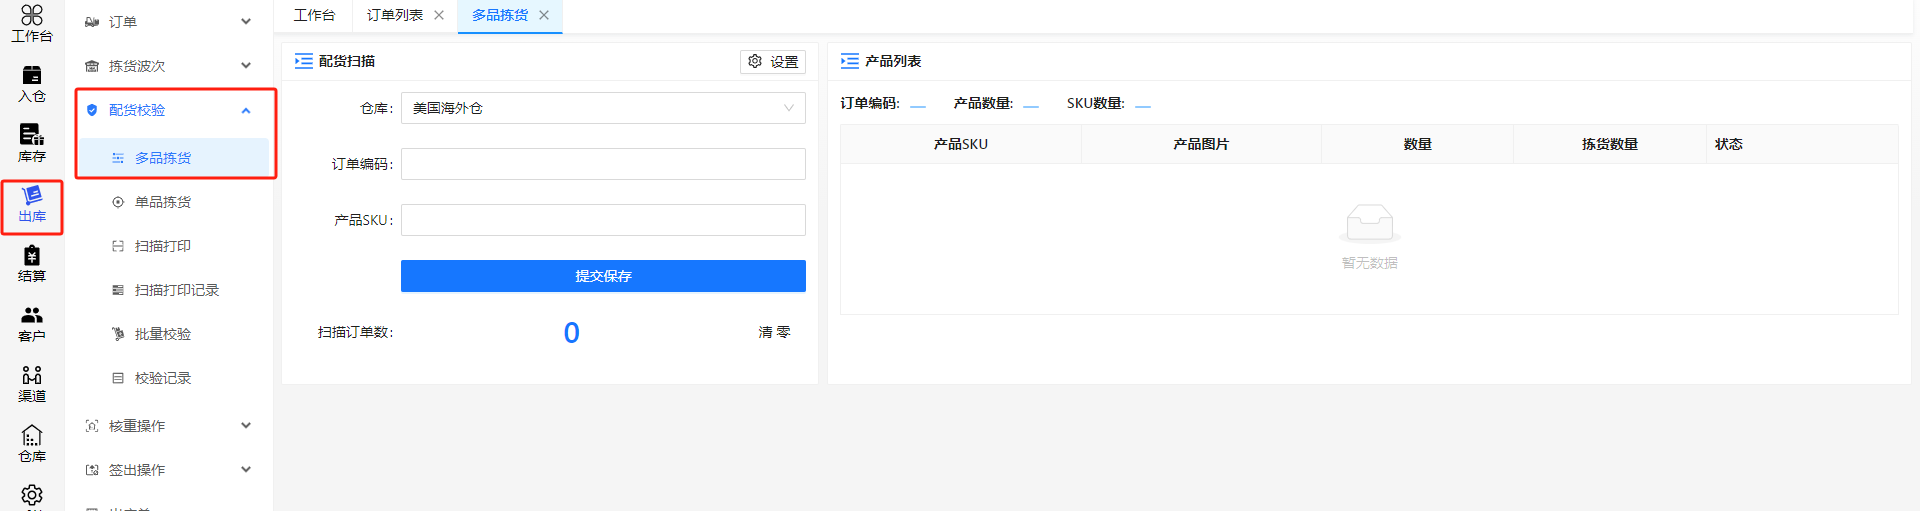 工作台
入仓
库存
出库
结算
客户
渠道
仓库
订单
拣货波次
配货校验
多品拣货
单品拣货
扫描打印
扫描打印记录
批量校验
校验记录
核重操作
签出操作
工作台
订单列表
多品拣货
配货扫描
设置
仓库:
美国海外仓
订单编码:
产品SKU:
提交保存
扫描订单数:
0
清 零
产品列表
订单编码: __ 产品数量: __ SKU数量: __
产品SKU 产品图片 数量 拣货数量 状态
暂无数据